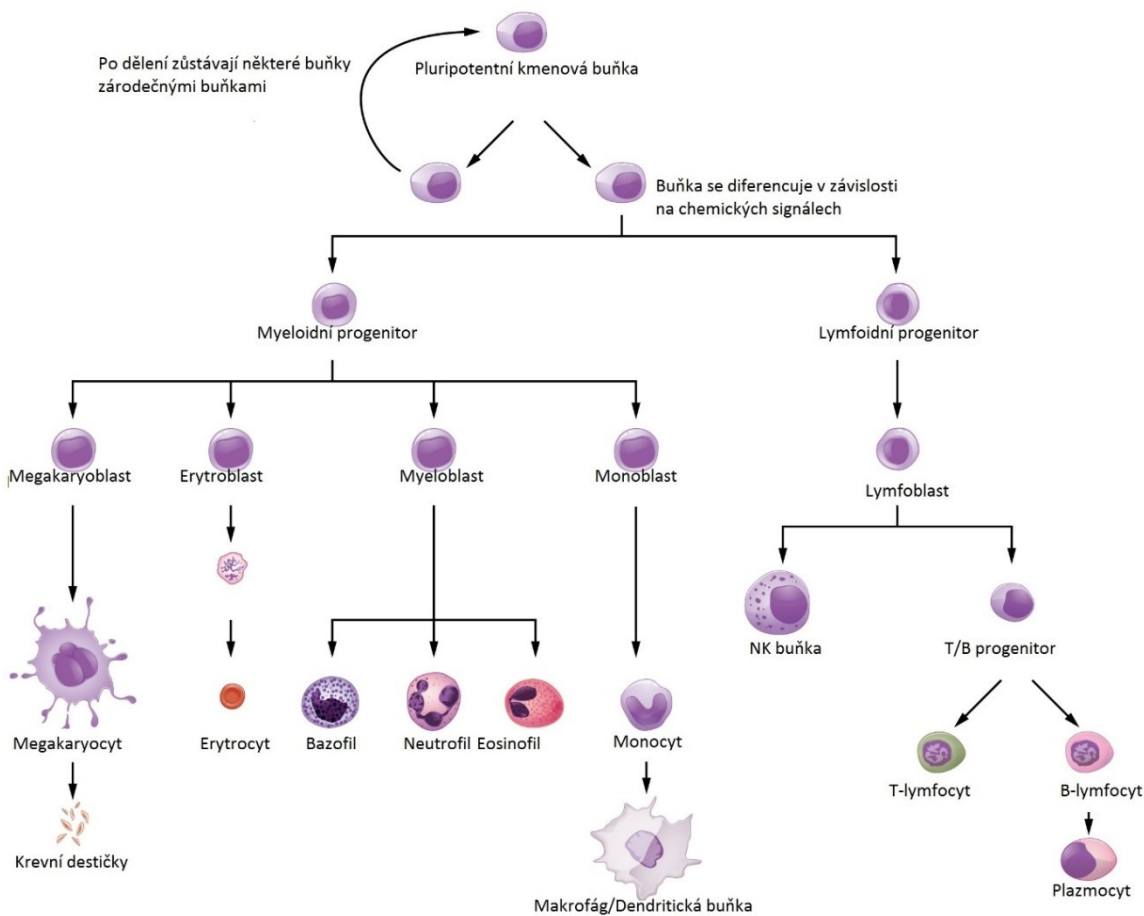 Po dělení zůstávají některé buňky
zárodečnými buňkami
Pluripotentní kmenová buňka
Buňka se diferencuje v závislosti
na chemických signálech
Myeloidní progenitor
Lymfoidní progenitor
Megakaryoblast
Erytroblast
Myeloblast
Monoblast
Lymfoblast
NK buňka
T/B progenitor
Megakaryocyt
Erytrocyt
Bazofil
Neutrofil
Eosinofil
Monocyt
T-lymfocyt
B-lymfocyt
Krevní destičky
Makrofág/Dendritická buňka
Plazmocyt